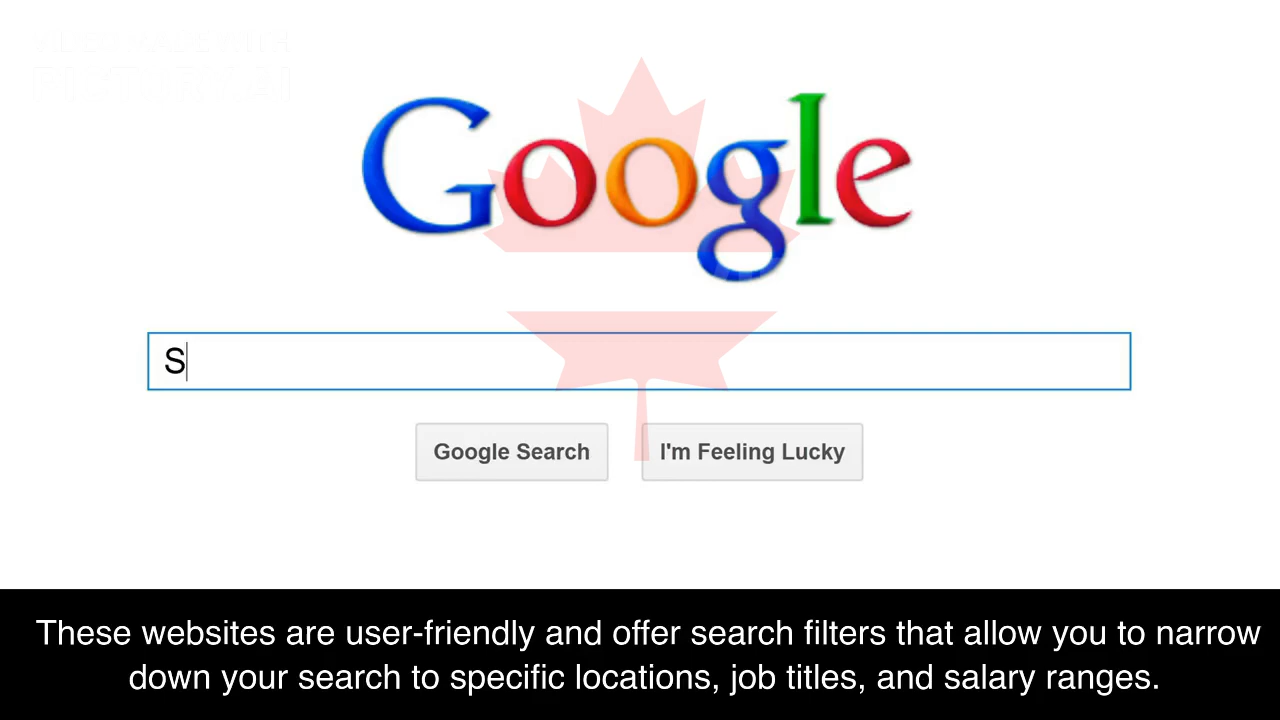 Google
S
Google Search
I'm Feeling Lucky
These websites are user-friendly and offer search filters that allow you to narrow
down your search to specific locations, job titles, and salary ranges.